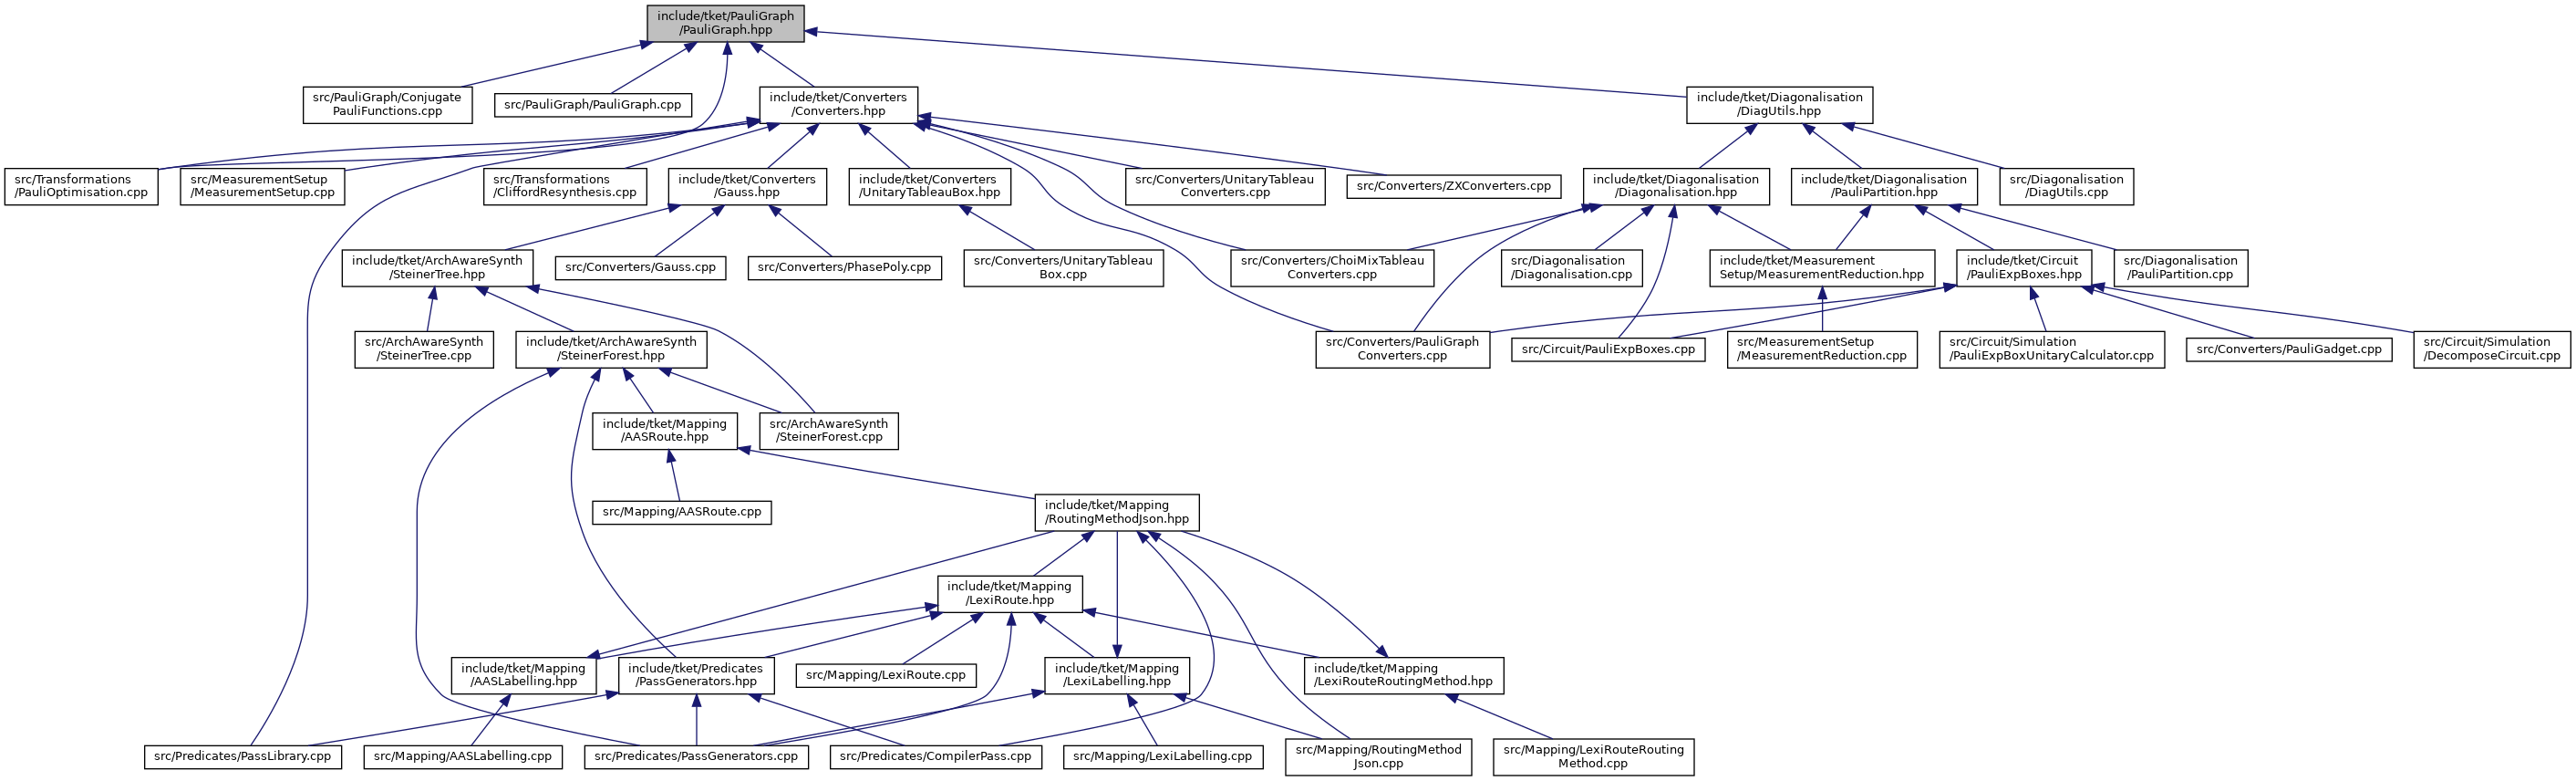 include/tket/PauliGraph
/PauliGraph.hpp
src/PauliGraph/Conjugate
PauliFunctions.cpp
src/PauliGraph/PauliGraph.cpp
include/tket/Converters
/Converters.hpp
include/tket/Diagonalisation
/DiagUtils.hpp
src/Transformations
/PauliOptimisation.cpp
src/MeasurementSetup
/MeasurementSetup.cpp
src/Transformations
/CliffordResynthesis.cpp
include/tket/Converters
/Gauss.hpp
include/tket/Converters
/UnitaryTableauBox.hpp
src/Converters/UnitaryTableau
Converters.cpp
src/Converters/ZXConverters.cpp
include/tket/Diagonalisation
/Diagonalisation.hpp
include/tket/Diagonalisation
/PauliPartition.hpp
src/Diagonalisation
/DiagUtils.cpp
include/tket/ArchAwareSynth
/SteinerTree.hpp
src/Converters/Gauss.cpp
src/Converters/PhasePoly.cpp
src/Converters/UnitaryTableau
Box.cpp
src/Converters/ChoiMixTableau
Converters.cpp
src/Diagonalisation
/Diagonalisation.cpp
include/tket/Measurement
Setup/MeasurementReduction.hpp
include/tket/Circuit
/PauliExpBoxes.hpp
src/Diagonalisation
/PauliPartition.cpp
src/ArchAwareSynth
/SteinerTree.cpp
include/tket/ArchAwareSynth
/SteinerForest.hpp
src/Converters/PauliGraph
Converters.cpp
src/Circuit/PauliExpBoxes.cpp
src/MeasurementSetup
/MeasurementReduction.cpp
src/Circuit/Simulation
/PauliExpBoxUnitaryCalculator.cpp
src/Converters/PauliGadget.cpp
src/Circuit/Simulation
/DecomposeCircuit.cpp
include/tket/Mapping
/AASRoute.hpp
src/ArchAwareSynth
/SteinerForest.cpp
src/Mapping/AASRoute.cpp
include/tket/Mapping
/RoutingMethodJson.hpp
include/tket/Mapping
/LexiRoute.hpp
include/tket/Mapping
/AASLabelling.hpp
include/tket/Predicates
/PassGenerators.hpp
src/Mapping/LexiRoute.cpp
include/tket/Mapping
/LexiLabelling.hpp
include/tket/Mapping
/LexiRouteRoutingMethod.hpp
src/Predicates/PassLibrary.cpp
src/Mapping/AASLabelling.cpp
src/Predicates/PassGenerators.cpp
src/Predicates/CompilerPass.cpp
src/Mapping/LexiLabelling.cpp
src/Mapping/RoutingMethod
Json.cpp
src/Mapping/LexiRouteRouting
Method.cpp